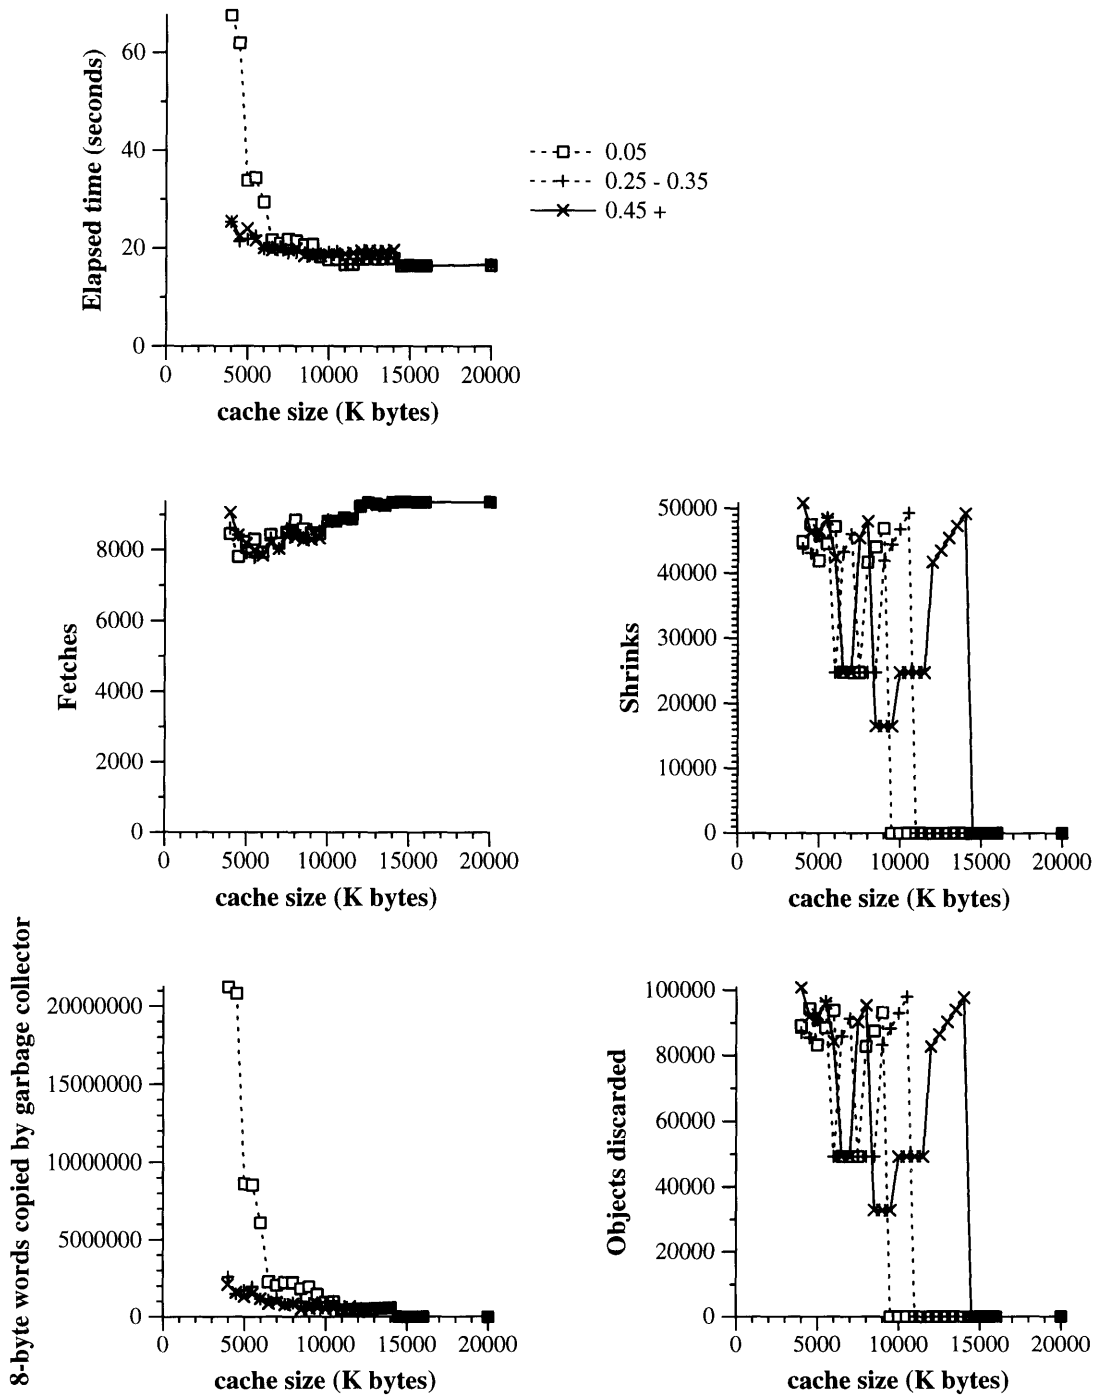 60
40
20
0
Elapsed time (seconds)
0 5000 10000 15000 20000
cache size (K bytes)
0.05
0.25 - 0.35
0.45 +
8000
6000
4000
2000
0
Fetches
0 5000 10000 15000 20000
cache size (K bytes)
50000
40000
30000
20000
10000
0
Shrinks
0 5000 10000 15000 20000
cache size (K bytes)
20000000
15000000
10000000
5000000
0
8-byte words copied by garbage collector
0 5000 10000 15000 20000
cache size (K bytes)
100000
80000
60000
40000
20000
0
Objects discarded
0 5000 10000 15000 20000
cache size (K bytes)